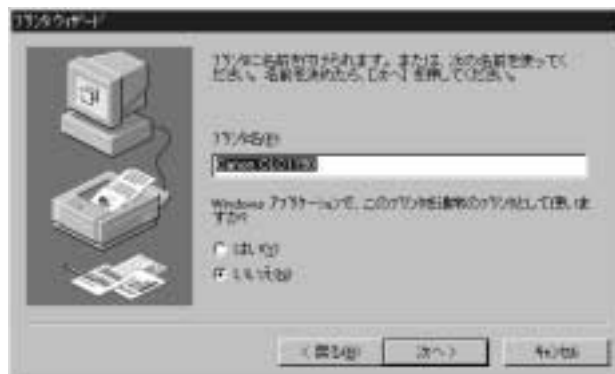 プリンタ ウィザード
プリンタに名前を付けられます。または、次の名前を使ってく
ださい。名前を決めたら、[次へ] を押してください。
プリンタ名(P):
Canon
Windows アプリケーションで、このプリンタを通常のプリンタとして使いま
すか?
はい(Y)
いいえ(N)
< 戻る(B)
次へ >
キャンセル